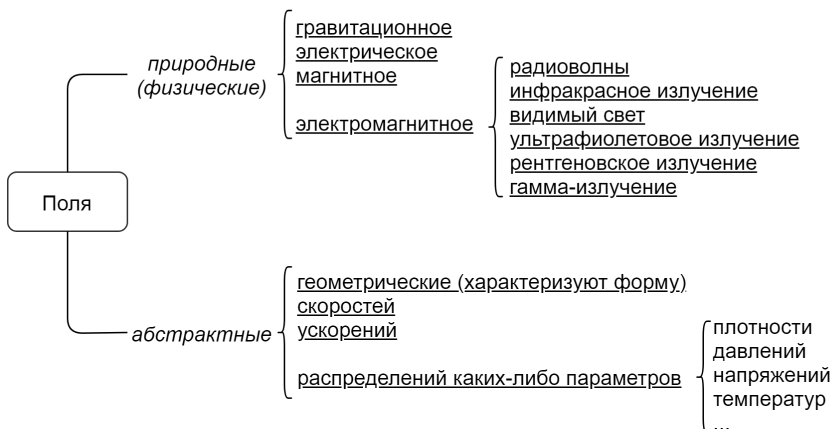 Поля
природные
(физические)
гравитационное
электрическое
магнитное
электромагнитное
радиоволны
инфракрасное излучение
видимый свет
ультрафиолетовое излучение
рентгеновское излучение
гамма-излучение
абстрактные
геометрические (характеризуют форму)
скоростей
ускорений
распределений каких-либо параметров
плотности
давлений
напряжений
температур
...